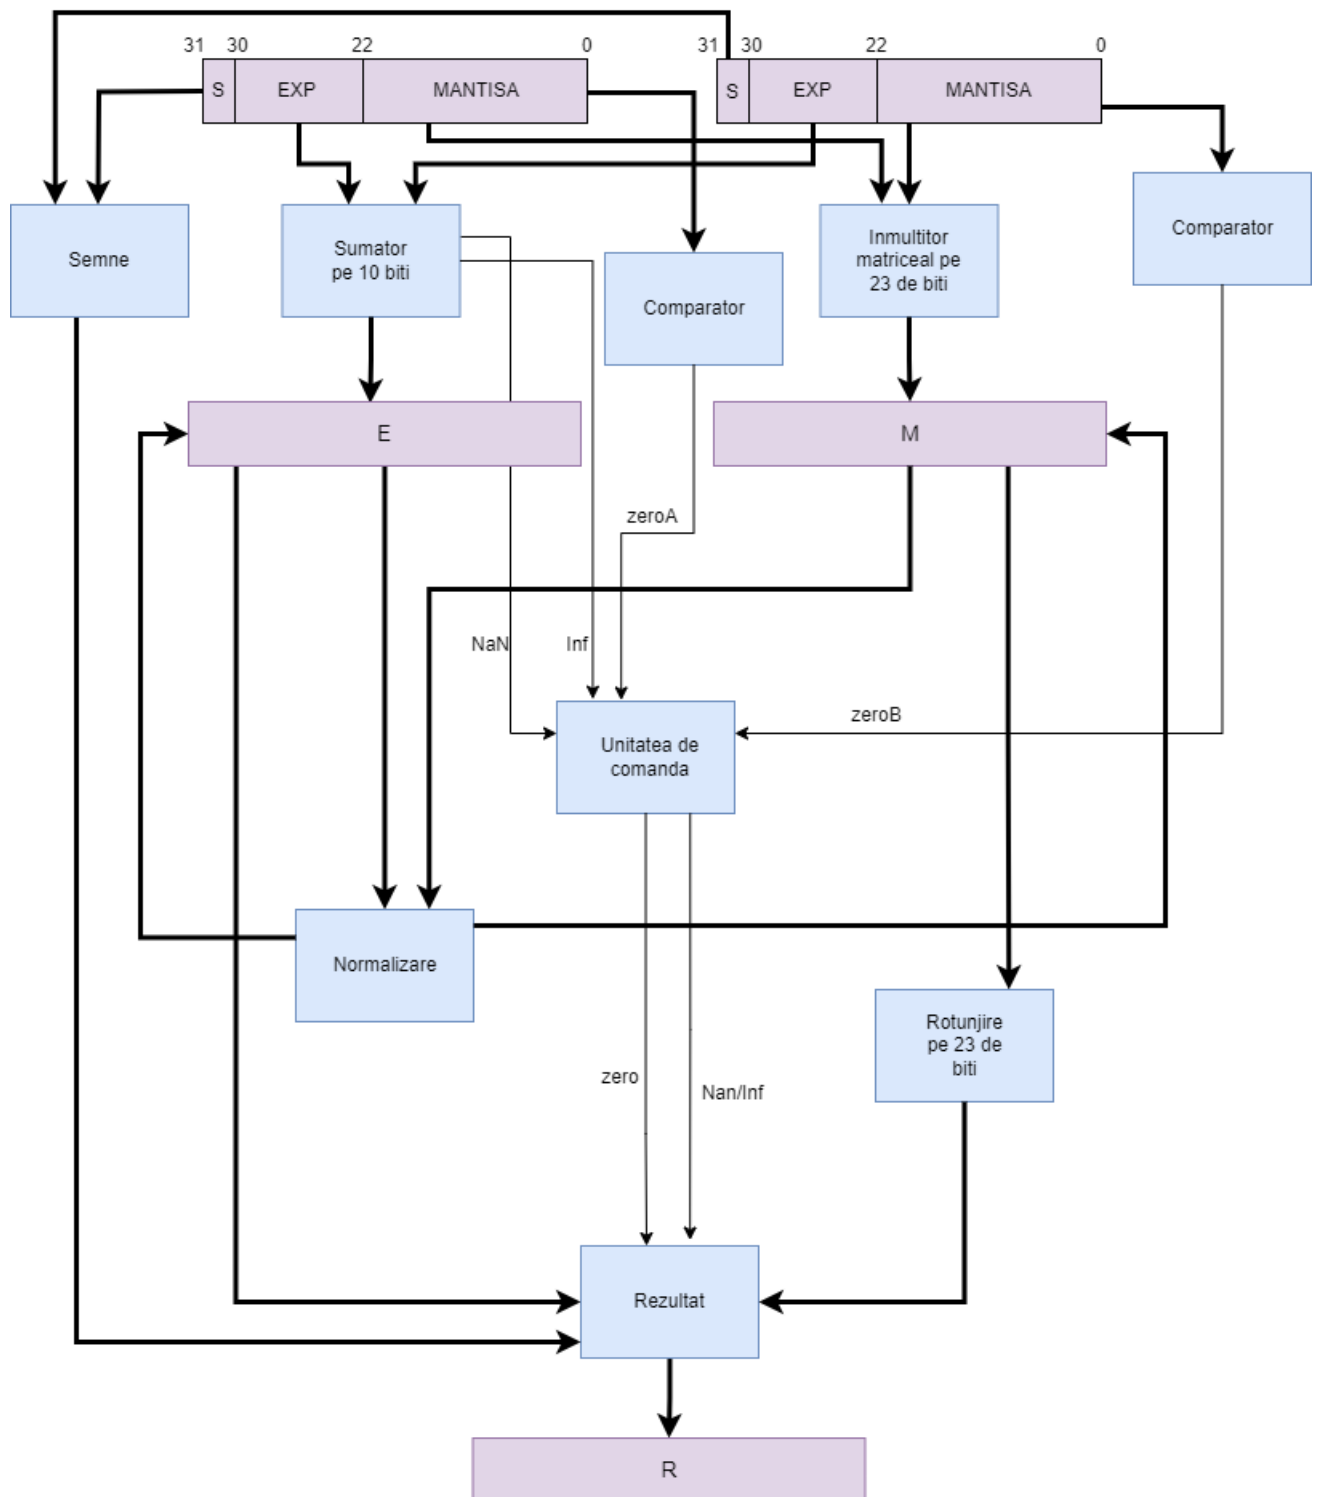 31 30 22 0 31 30 22 0
S EXP MANTISA S EXP MANTISA
Semne
Sumator
pe 10 biti
Comparator
Inmultitor
matriceal pe
23 de biti
Comparator
E
M
zeroA
NaN
Inf
zeroB
Unitatea de
comanda
Normalizare
Rotunjire
pe 23 de
biti
zero
Nan/Inf
Rezultat
R